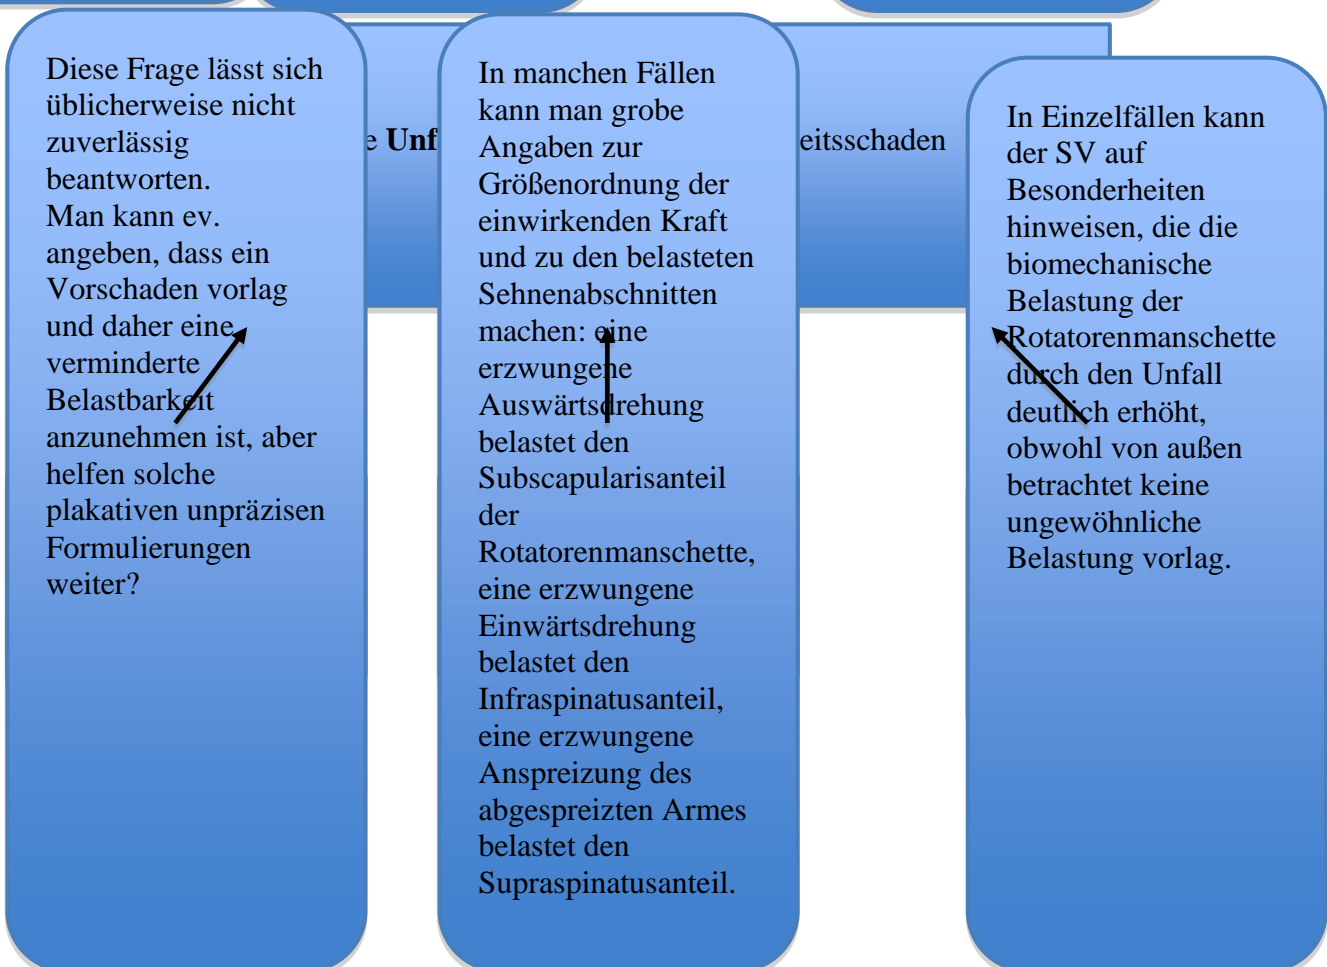 Diese Frage lässt sich
üblicherweise nicht
zuverlässig
beantworten.
Man kann ev.
angeben, dass ein
Vorschaden vorlag
und daher eine
verminderte
Belastbarkeit
anzunehmen ist, aber
helfen solche
plakativen unpräzisen
Formulierungen
weiter?
e Unf
In manchen Fällen
kann man grobe
Angaben zur
Größenordnung der
einwirkenden Kraft
und zu den belasteten
Sehnenabschnitten
machen: eine
erzwungene
Auswärtsdrehung
belastet den
Subscapularisanteil
der
Rotatorenmanschette,
eine erzwungene
Einwärtsdrehung
belastet den
Infraspinatusanteil,
eine erzwungene
Anspreizung des
abgespreizten Armes
belastet den
Supraspinatusanteil.
eitsschaden
In Einzelfällen kann
der SV auf
Besonderheiten
hinweisen, die die
biomechanische
Belastung der
Rotatorenmanschette
durch den Unfall
deutlich erhöht,
obwohl von außen
betrachtet keine
ungewöhnliche
Belastung vorlag.